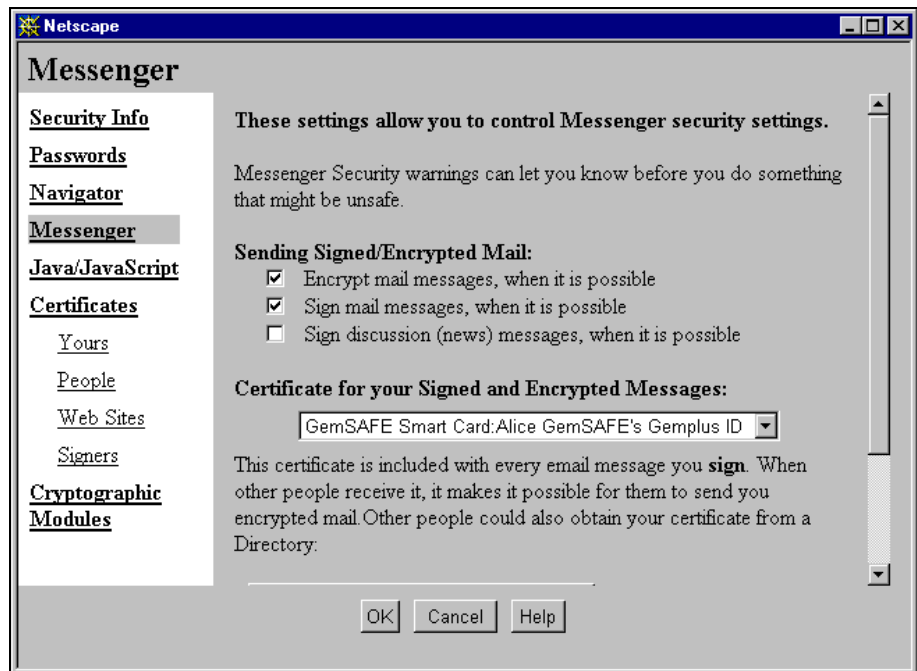 Netscape
Messenger
Security Info
Passwords
Navigator
Messenger
Java/JavaScript
Certificates
Yours
People
Web Sites
Signers
Cryptographic
Modules
These settings allow you to control Messenger security settings.
Messenger Security warnings can let you know before you do something
that might be unsafe.
Sending Signed/Encrypted Mail:
Encrypt mail messages, when it is possible
Sign mail messages, when it is possible
Sign discussion (news) messages, when it is possible
Certificate for your Signed and Encrypted Messages:
GemSAFE Smart Card:Alice GemSAFE's Gemplus ID
This certificate is included with every email message you sign. When
other people receive it, it makes it possible for them to send you
encrypted mail.Other people could also obtain your certificate from a
Directory:
OK Cancel Help